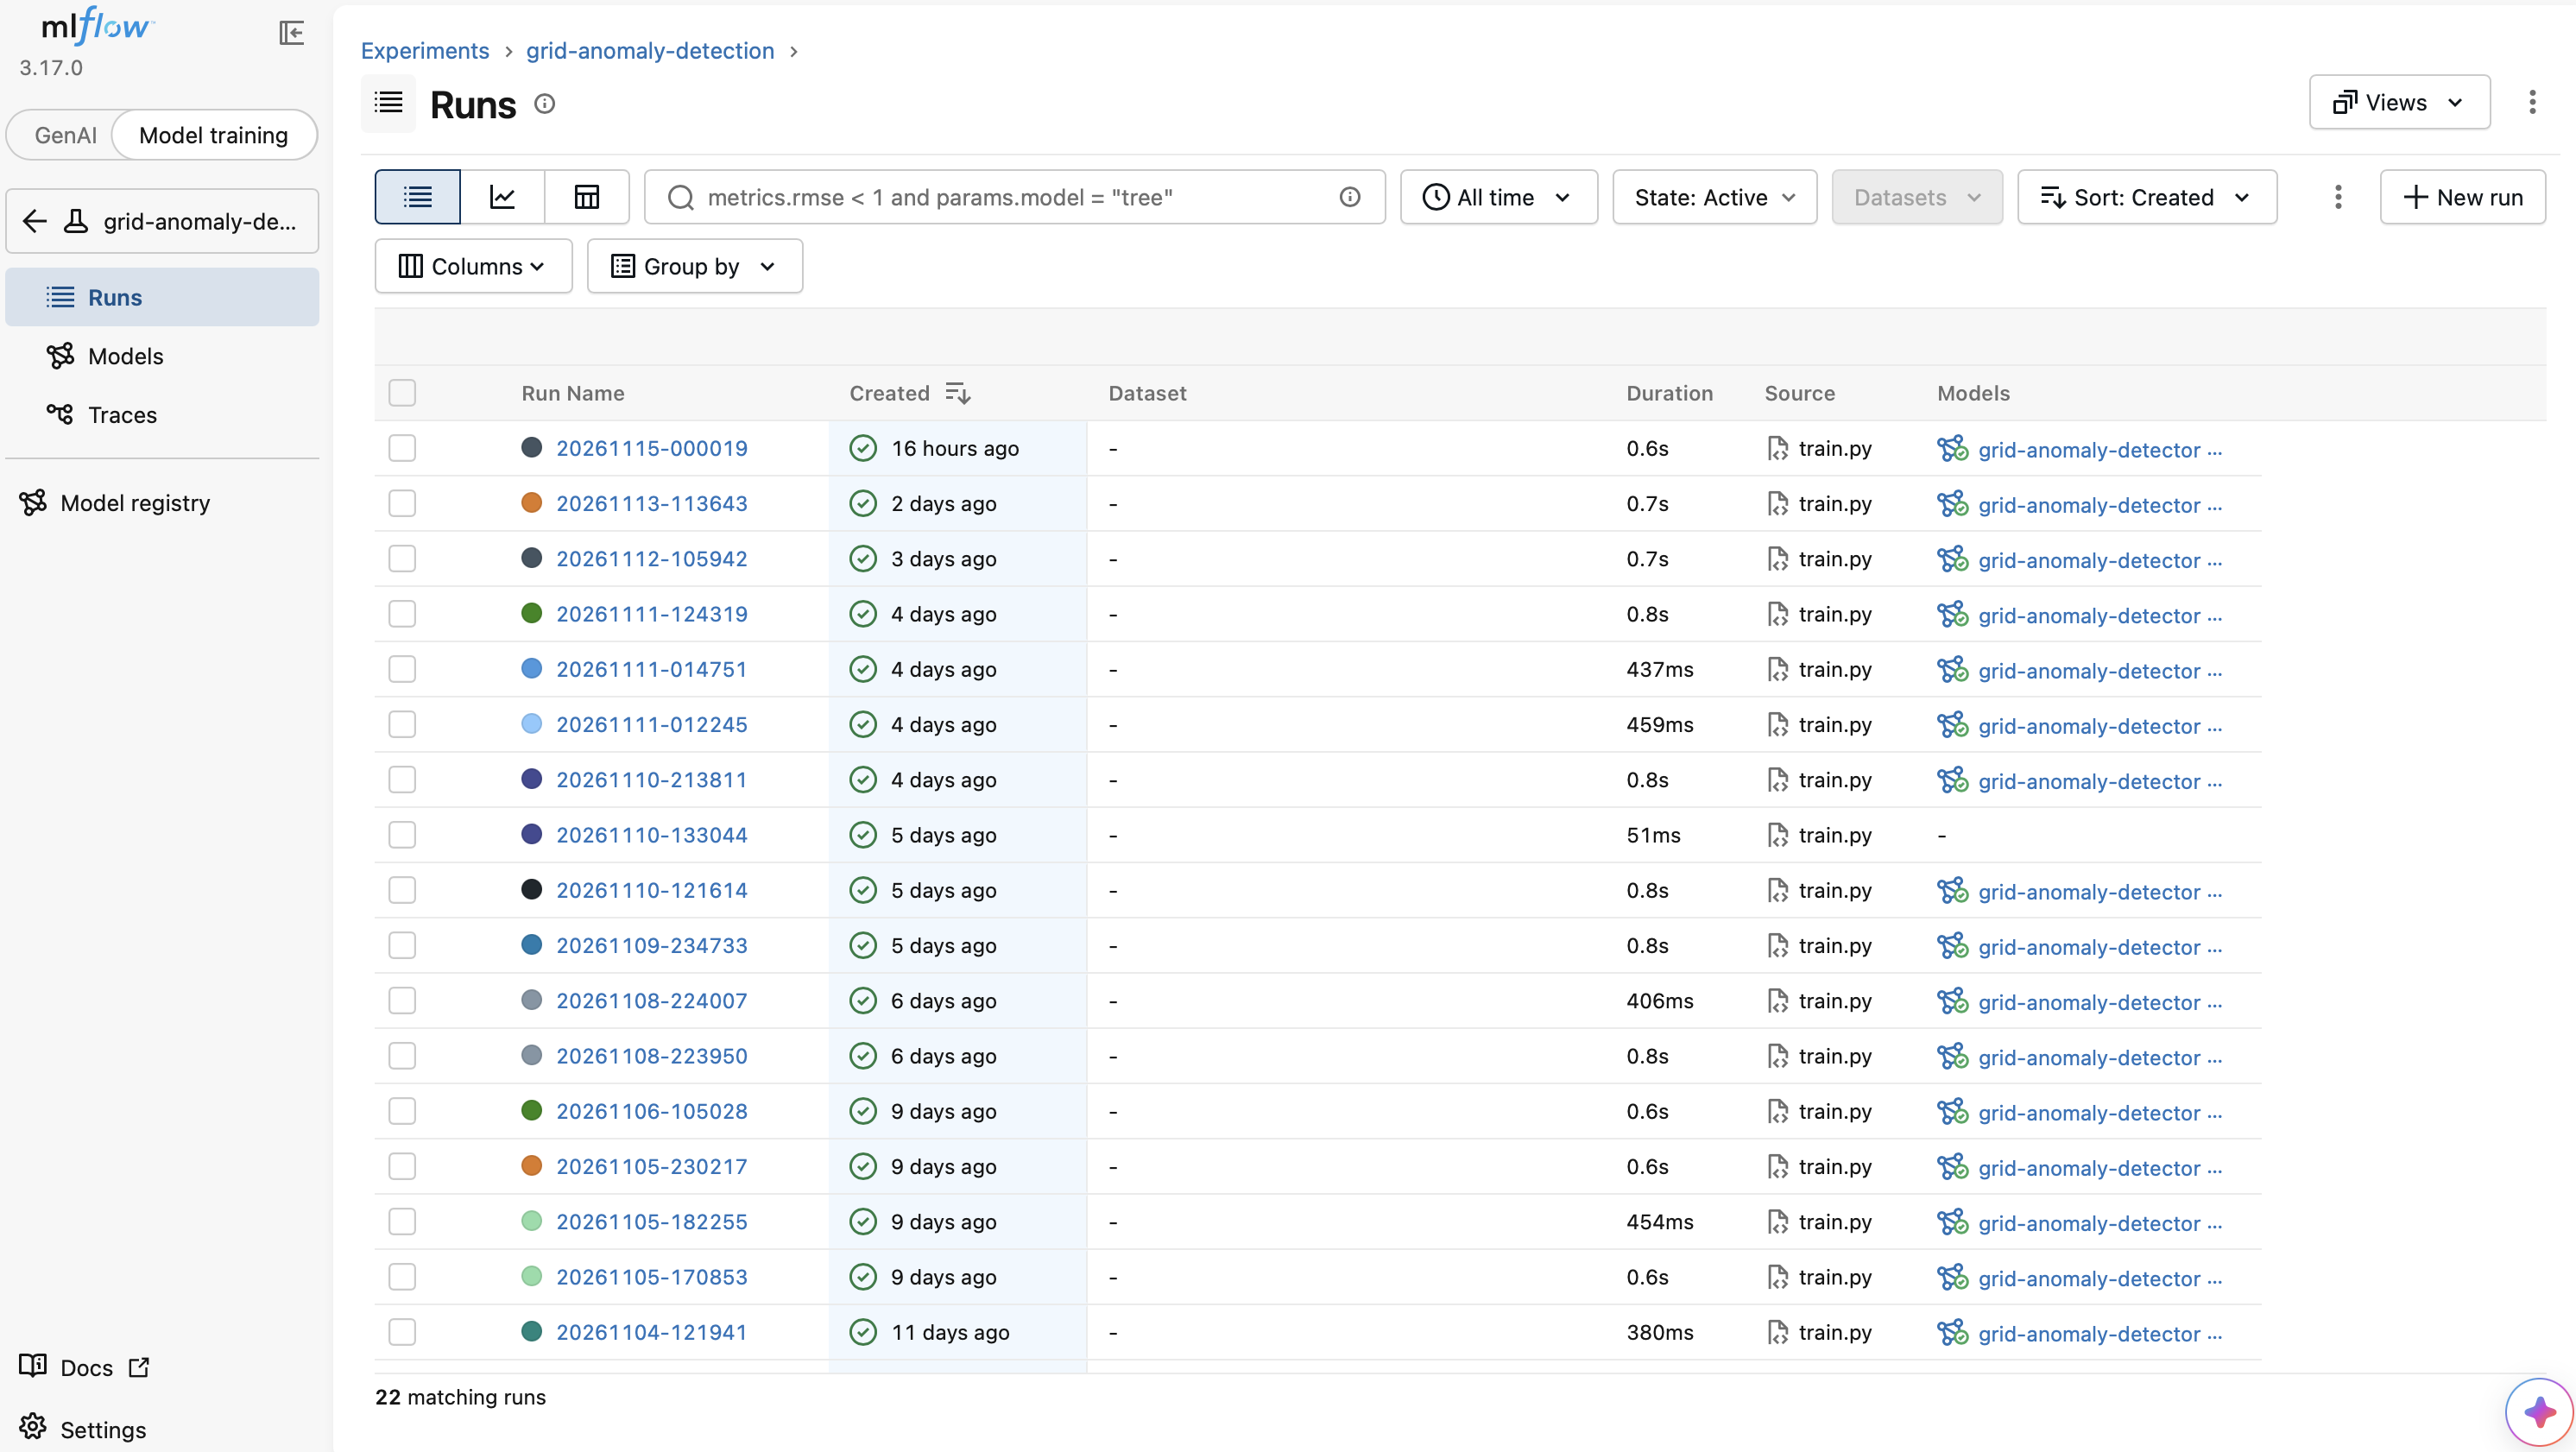 mlflow
3.17.0
GenAI Model training
grid-anomaly-de...
Runs
Models
Traces
Model registry
Docs
Settings
Experiments > grid-anomaly-detection >
Runs
Views
metrics.rmse < 1 and params.model = "tree"
All time
State: Active
Datasets
Sort: Created
New run
Columns
Group by
Run Name Created Dataset Duration Source Models
20261115-000019 16 hours ago - 0.6s train.py grid-anomaly-detector ...
20261113-113643 2 days ago - 0.7s train.py grid-anomaly-detector ...
20261112-105942 3 days ago - 0.7s train.py grid-anomaly-detector ...
20261111-124319 4 days ago - 0.8s train.py grid-anomaly-detector ...
20261111-014751 4 days ago - 437ms train.py grid-anomaly-detector ...
20261111-012245 4 days ago - 459ms train.py grid-anomaly-detector ...
20261110-213811 4 days ago - 0.8s train.py grid-anomaly-detector ...
20261110-133044 5 days ago - 51ms train.py -
20261110-121614 5 days ago - 0.8s train.py grid-anomaly-detector ...
20261109-234733 5 days ago - 0.8s train.py grid-anomaly-detector ...
20261108-224007 6 days ago - 406ms train.py grid-anomaly-detector ...
20261108-223950 6 days ago - 0.8s train.py grid-anomaly-detector ...
20261106-105028 9 days ago - 0.6s train.py grid-anomaly-detector ...
20261105-230217 9 days ago - 0.6s train.py grid-anomaly-detector ...
20261105-182255 9 days ago - 454ms train.py grid-anomaly-detector ...
20261105-170853 9 days ago - 0.6s train.py grid-anomaly-detector ...
20261104-121941 11 days ago - 380ms train.py grid-anomaly-detector ...
22 matching runs